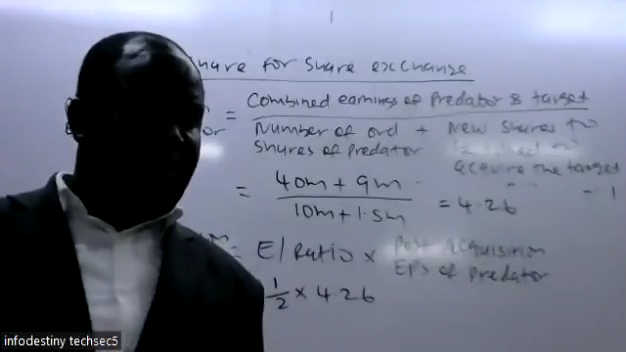 hare for share exchange
= Combined earnings of Predator & target
or Number of ord + New shares to
shares of Predator
acquire the target
= 40m + 9m = 4.26
10m + 1.5m
= E/Ratio x Post acquisition
EPS of Predator
1/2 x 426
infodestiny techsec5